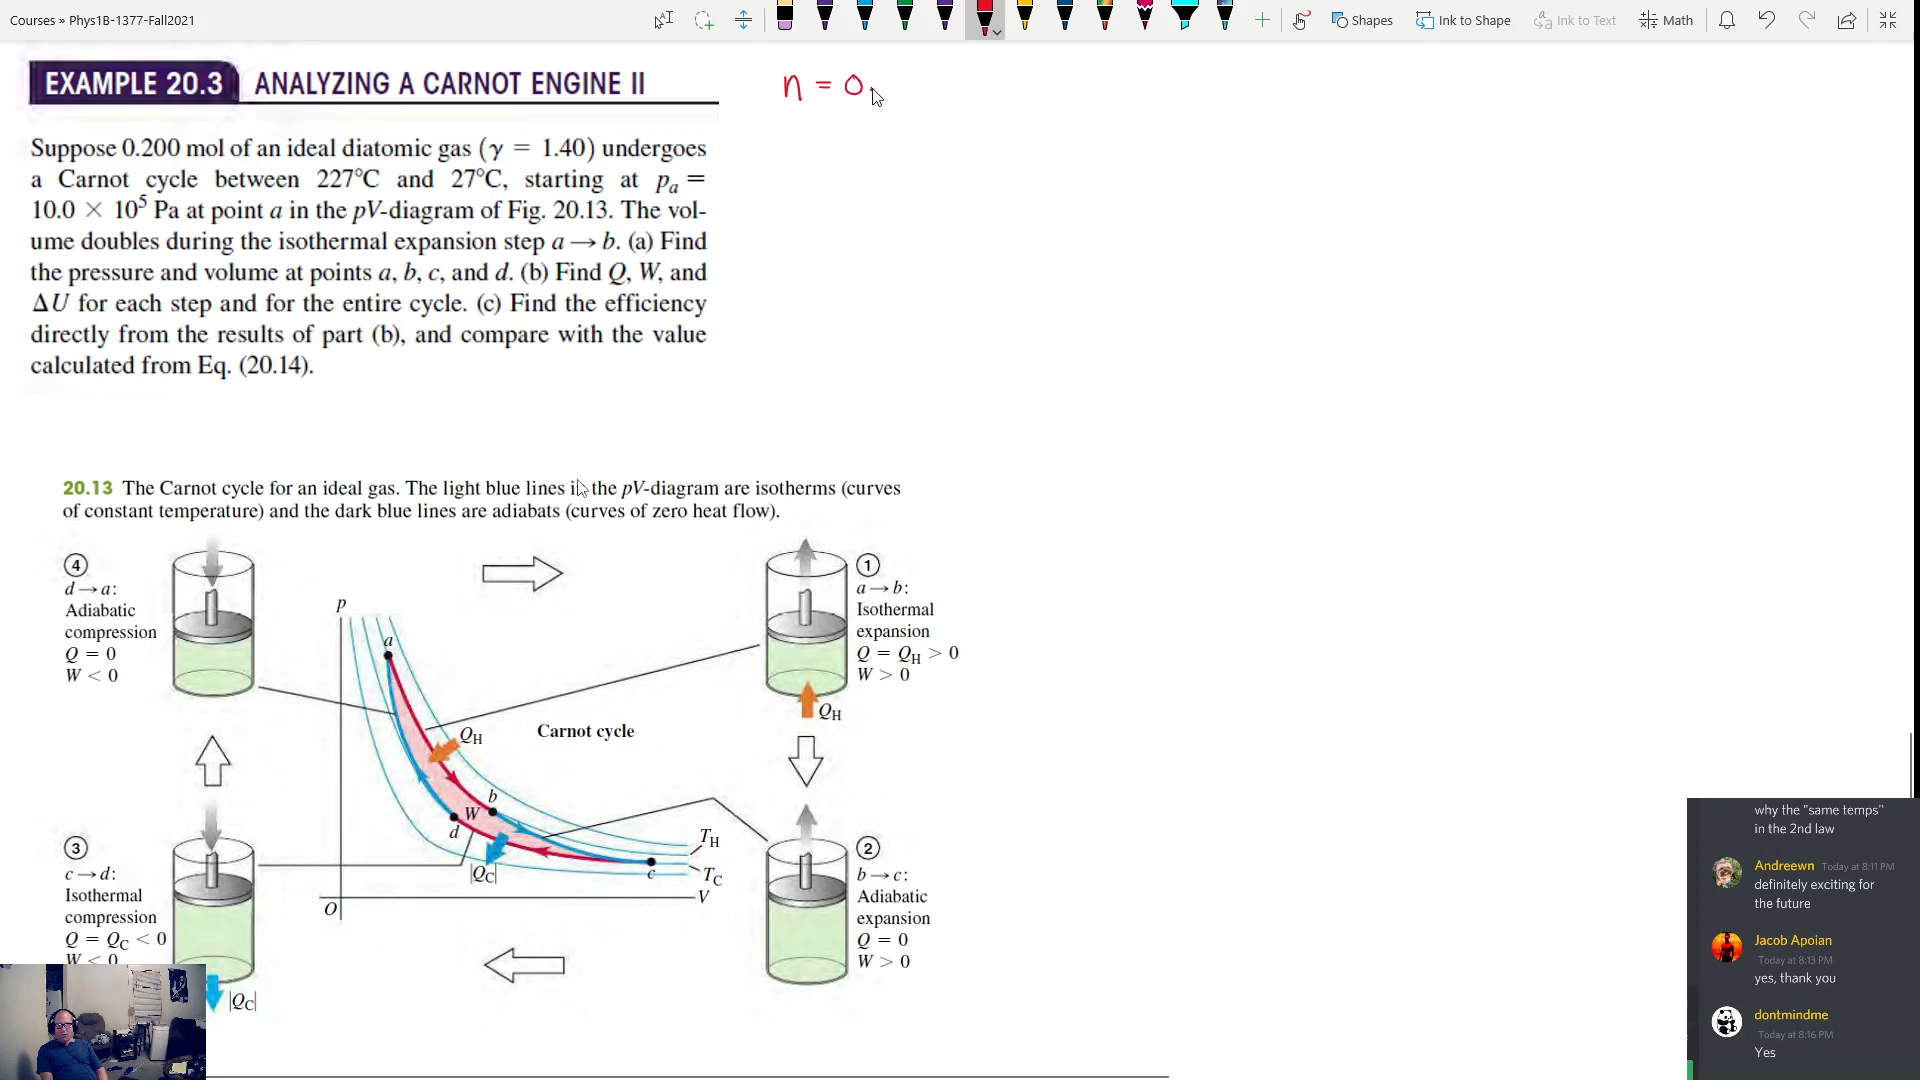 Courses » Phys1B-1377-Fall2021
Shapes
Ink to Shape
Ink to Text
Math
EXAMPLE 20.3 ANALYZING A CARNOT ENGINE II
n = 0.
Suppose 0.200 mol of an ideal diatomic gas (γ = 1.40) undergoes
a Carnot cycle between 227°C and 27°C, starting at pₐ =
10.0 × 10⁵ Pa at point a in the pV-diagram of Fig. 20.13. The vol-
ume doubles during the isothermal expansion step a → b. (a) Find
the pressure and volume at points a, b, c, and d. (b) Find Q, W, and
ΔU for each step and for the entire cycle. (c) Find the efficiency
directly from the results of part (b), and compare with the value
calculated from Eq. (20.14).
20.13 The Carnot cycle for an ideal gas. The light blue lines in the pV-diagram are isotherms (curves
of constant temperature) and the dark blue lines are adiabats (curves of zero heat flow).
④
d → a:
Adiabatic
compression
Q = 0
W < 0
①
a → b:
Isothermal
expansion
Q = QH > 0
W > 0
QH
p
a
QH
Carnot cycle
b
W
d
|QC|
c
TH
TC
V
O
③
c → d:
Isothermal
compression
Q = QC < 0
W < 0
|QC|
②
b → c:
Adiabatic
expansion
Q = 0
W > 0
why the "same temps"
in the 2nd law
Andreewn Today at 8:11 PM
definitely exciting for
the future
Jacob Apoian
Today at 8:13 PM
yes, thank you
dontmindme
Today at 8:16 PM
Yes